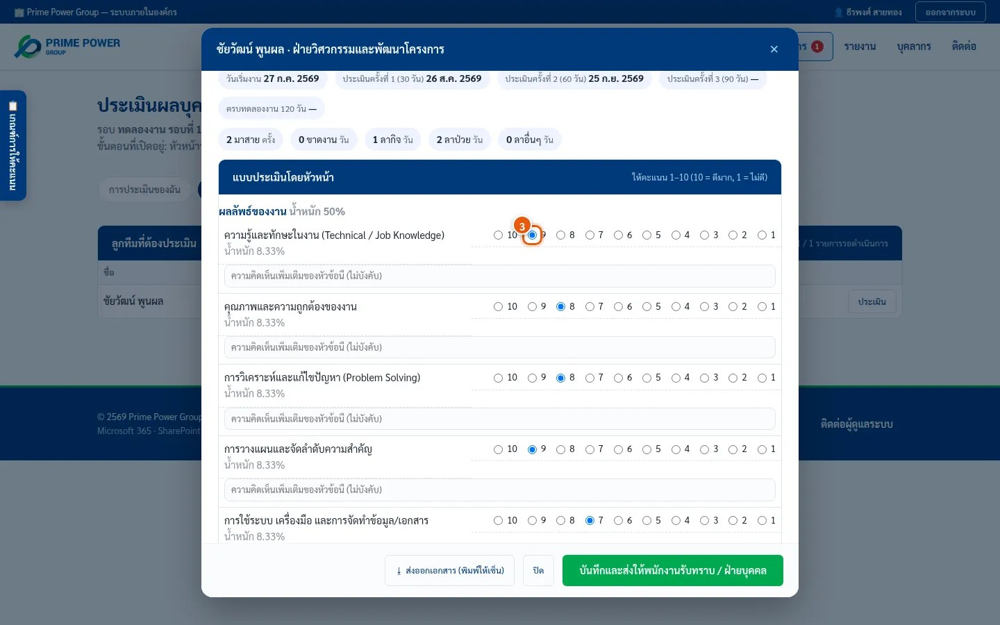 Prime Power Group — ระบบภายในองค์กร
ธีรพงศ์ สายทอง
ออกจากระบบ
PRIME POWER
GROUP
1
รายงาน
บุคลากร
ติดต่อ
เกณฑ์การให้คะแนน
ประเมินผลบุค
รอบ ทดลองงาน รอบที่ 1
ขั้นตอนที่เปิดอยู่: หัวหน้า
การประเมินของฉัน
ลูกทีมที่ต้องประเมิน
/ 1 รายการรอดำเนินการ
ชื่อ
ชัยวัฒน์ พูนผล
ประเมิน
© 2569 Prime Power Group
Microsoft 365 · SharePoint
ติดต่อผู้ดูแลระบบ
ชัยวัฒน์ พูนผล · ฝ่ายวิศวกรรมและพัฒนาโครงการ
×
วันเริ่มงาน 27 ก.ค. 2569
ประเมินครั้งที่ 1 (30 วัน) 26 ส.ค. 2569
ประเมินครั้งที่ 2 (60 วัน) 25 ก.ย. 2569
ประเมินครั้งที่ 3 (90 วัน) —
ครบทดลองงาน 120 วัน —
2 มาสาย ครั้ง
0 ขาดงาน วัน
1 ลากิจ วัน
2 ลาป่วย วัน
0 ลาอื่นๆ วัน
แบบประเมินโดยหัวหน้า
ให้คะแนน 1–10 (10 = ดีมาก, 1 = ไม่ดี)
ผลลัพธ์ของงาน น้ำหนัก 50%
3
ความรู้และทักษะในงาน (Technical / Job Knowledge)
10 9 8 7 6 5 4 3 2 1
น้ำหนัก 8.33%
ความคิดเห็นเพิ่มเติมของหัวข้อนี้ (ไม่บังคับ)
คุณภาพและความถูกต้องของงาน
10 9 8 7 6 5 4 3 2 1
น้ำหนัก 8.33%
ความคิดเห็นเพิ่มเติมของหัวข้อนี้ (ไม่บังคับ)
การวิเคราะห์และแก้ไขปัญหา (Problem Solving)
10 9 8 7 6 5 4 3 2 1
น้ำหนัก 8.33%
ความคิดเห็นเพิ่มเติมของหัวข้อนี้ (ไม่บังคับ)
การวางแผนและจัดลำดับความสำคัญ
10 9 8 7 6 5 4 3 2 1
น้ำหนัก 8.33%
ความคิดเห็นเพิ่มเติมของหัวข้อนี้ (ไม่บังคับ)
การใช้ระบบ เครื่องมือ และการจัดทำข้อมูล/เอกสาร
10 9 8 7 6 5 4 3 2 1
น้ำหนัก 8.33%
⤓ ส่งออกเอกสาร (พิมพ์ให้เซ็น)
ปิด
บันทึกและส่งให้พนักงานรับทราบ / ฝ่ายบุคคล